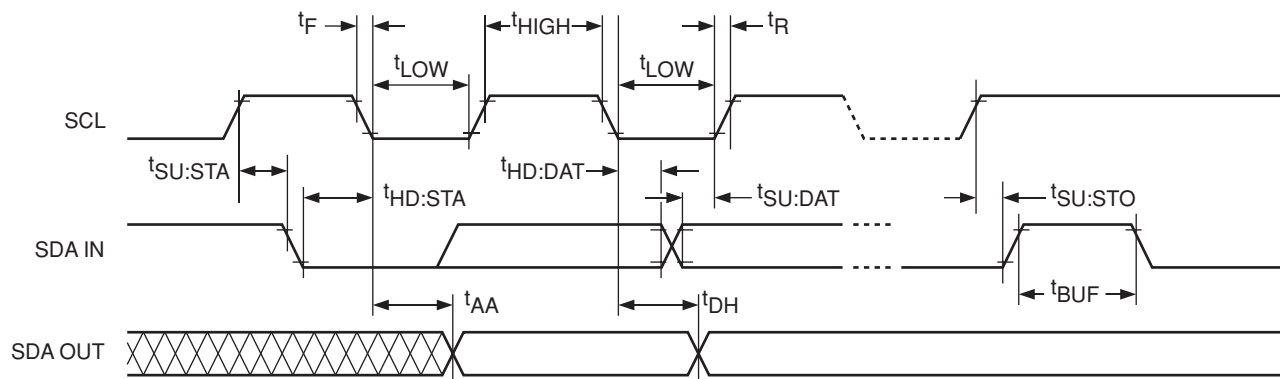 tF
tHIGH
tR
tLOW
tLOW
SCL
tSU:STA
tHD:STA
tHD:DAT
tSU:DAT
tSU:STO
SDA IN
tBUF
tAA
tDH
SDA OUT